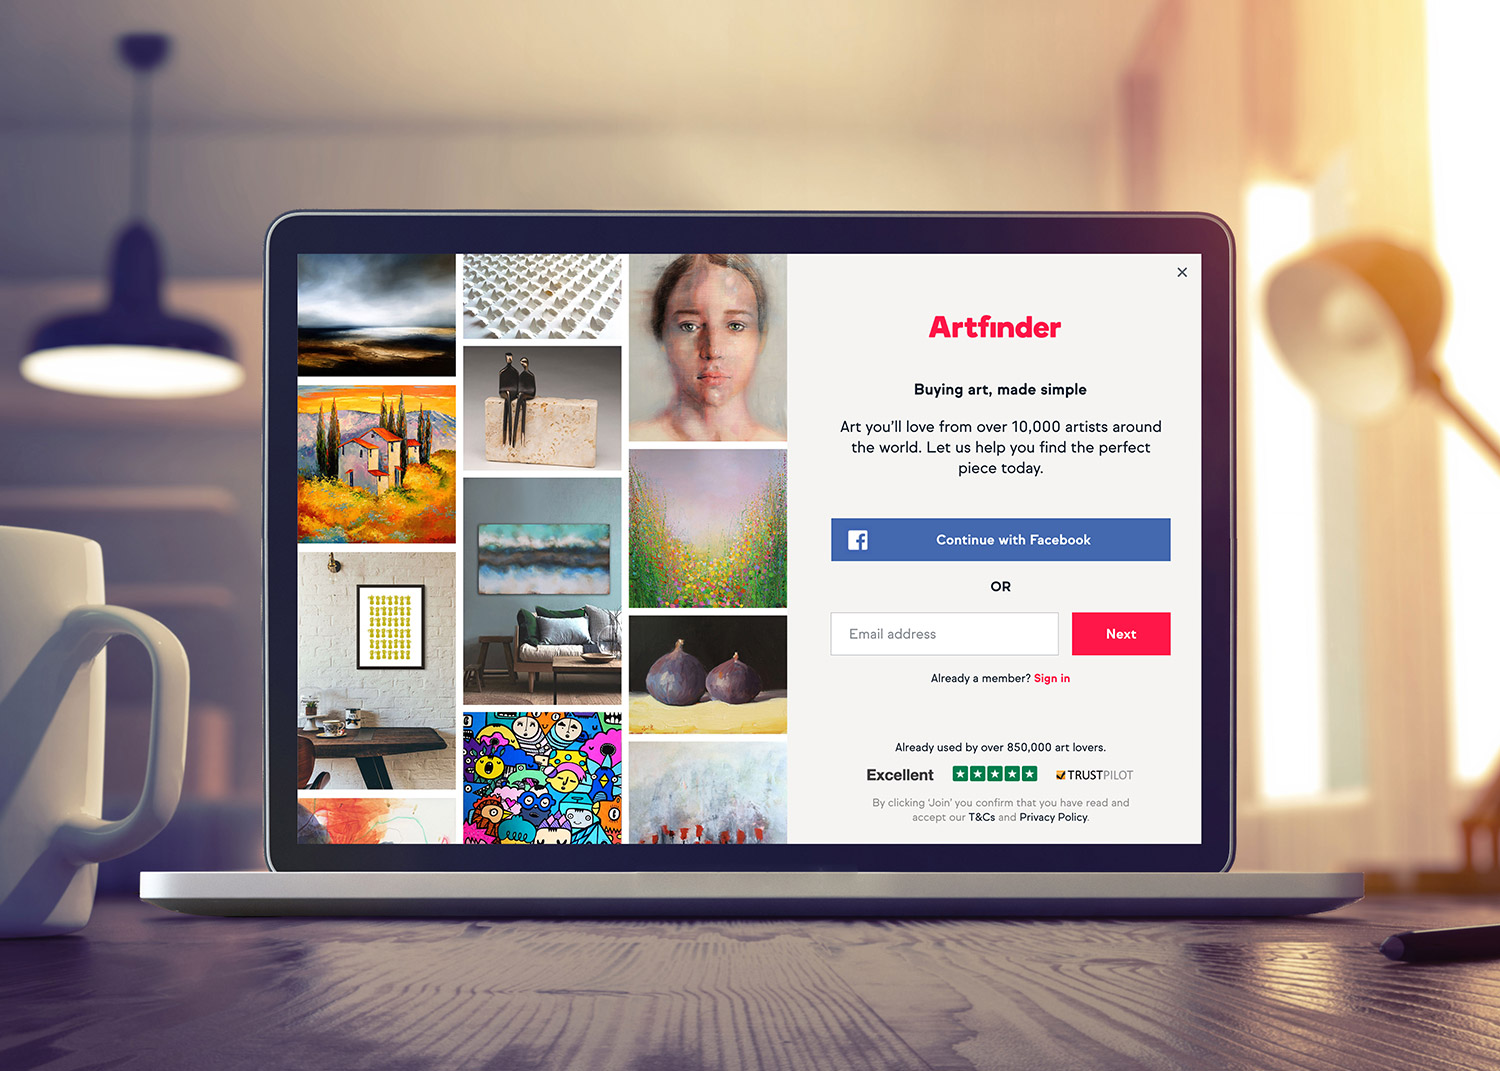 Artfinder
Buying art, made simple
Art you'll love from over 10,000 artists around
the world. Let us help you find the perfect
piece today.
Continue with Facebook
OR
Email address
Next
Already a member? Sign in
Already used by over 850,000 art lovers.
Excellent
TRUSTPILOT
By clicking 'Join' you confirm that you have read and
accept our T&Cs and Privacy Policy.